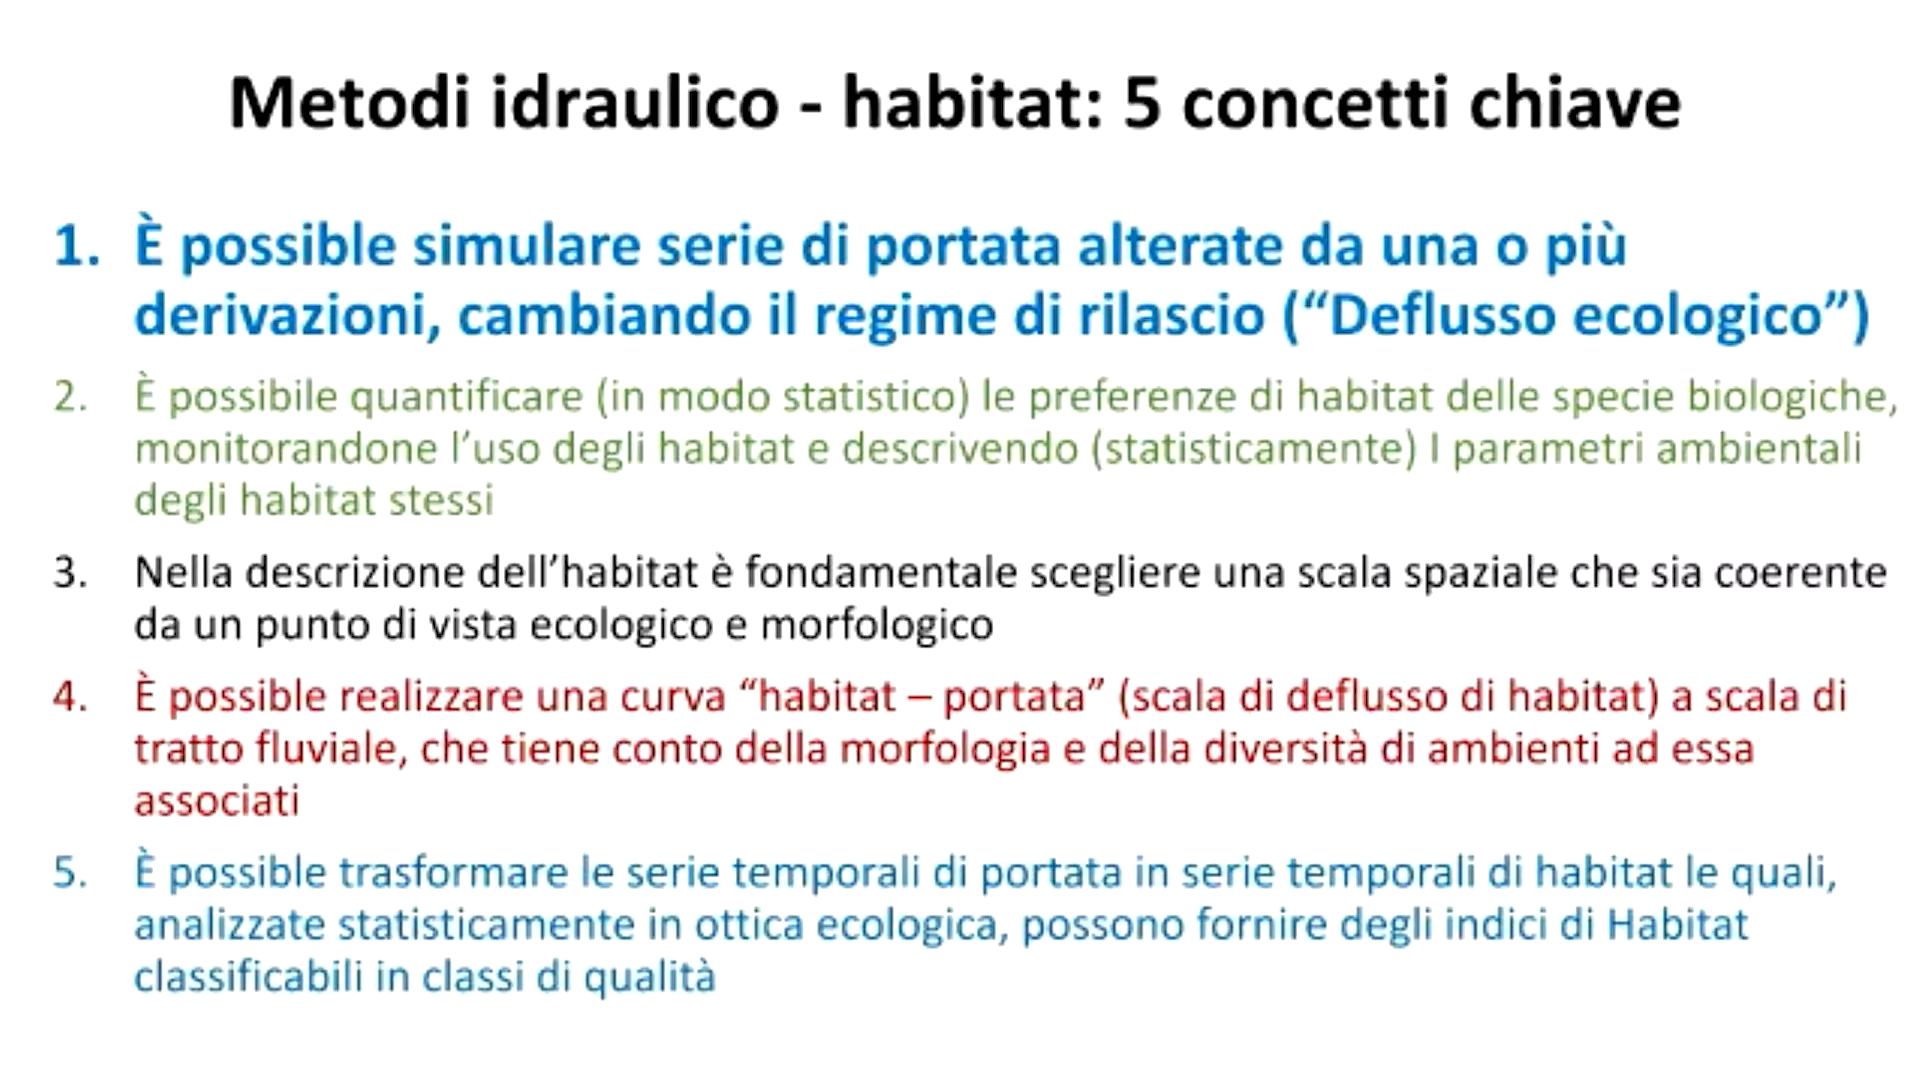 Metodi idraulico - habitat: 5 concetti chiave
1. È possible simulare serie di portata alterate da una o più
derivazioni, cambiando il regime di rilascio (“Deflusso ecologico”)
2. È possibile quantificare (in modo statistico) le preferenze di habitat delle specie biologiche,
monitorandone l’uso degli habitat e descrivendo (statisticamente) I parametri ambientali
degli habitat stessi
3. Nella descrizione dell’habitat è fondamentale scegliere una scala spaziale che sia coerente
da un punto di vista ecologico e morfologico
4. È possible realizzare una curva “habitat – portata” (scala di deflusso di habitat) a scala di
tratto fluviale, che tiene conto della morfologia e della diversità di ambienti ad essa
associati
5. È possible trasformare le serie temporali di portata in serie temporali di habitat le quali,
analizzate statisticamente in ottica ecologica, possono fornire degli indici di Habitat
classificabili in classi di qualità